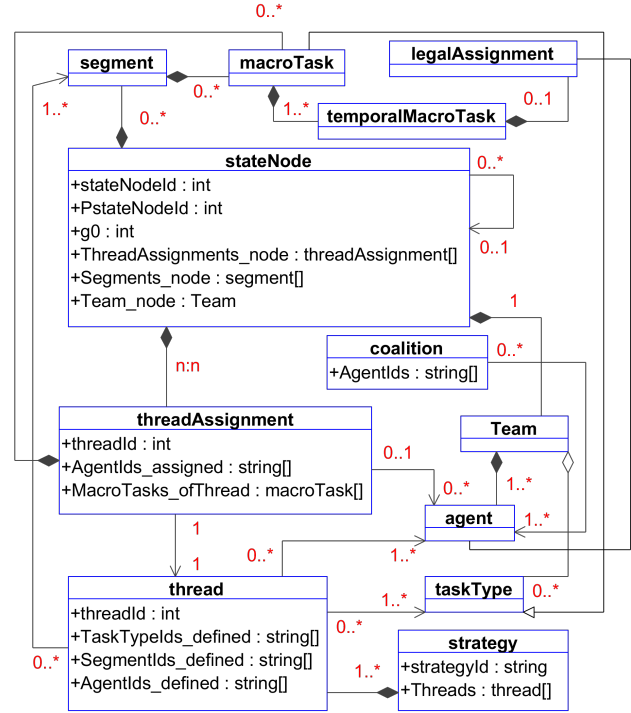 0..*
segment
macroTask
legalAssignment
1..*
0..*
0..*
1..*
0..1
temporalMacroTask
stateNode
+stateNodeId : int
+PstateNodeId : int
+g0 : int
+ThreadAssignments_node : threadAssignment[]
+Segments_node : segment[]
+Team_node : Team
0..*
0..1
1
n:n
coalition
+AgentIds : string[]
0..*
threadAssignment
+threadId : int
+AgentIds_assigned : string[]
+MacroTasks_ofThread : macroTask[]
Team
0..1
0..*
1..*
agent
1..*
1
1
0..*
1..*
thread
+threadId : int
+TaskTypeIds_defined : string[]
+SegmentIds_defined : string[]
+AgentIds_defined : string[]
taskType
0..*
1..*
0..*
0..*
1..*
strategy
+strategyId : string
+Threads : thread[]